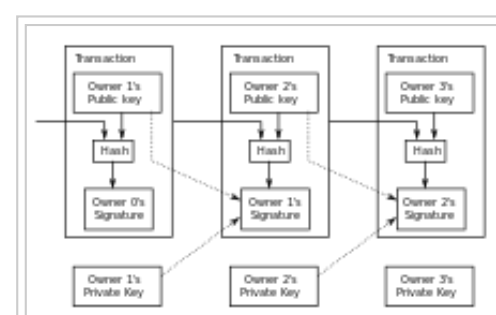 Transaction
Owner 1's
Public key
Hash
Owner 0's
Signature
Transaction
Owner 2's
Public key
Hash
Owner 1's
Signature
Transaction
Owner 3's
Public key
Hash
Owner 2's
Signature
Owner 1's
Private Key
Owner 2's
Private Key
Owner 3's
Private Key